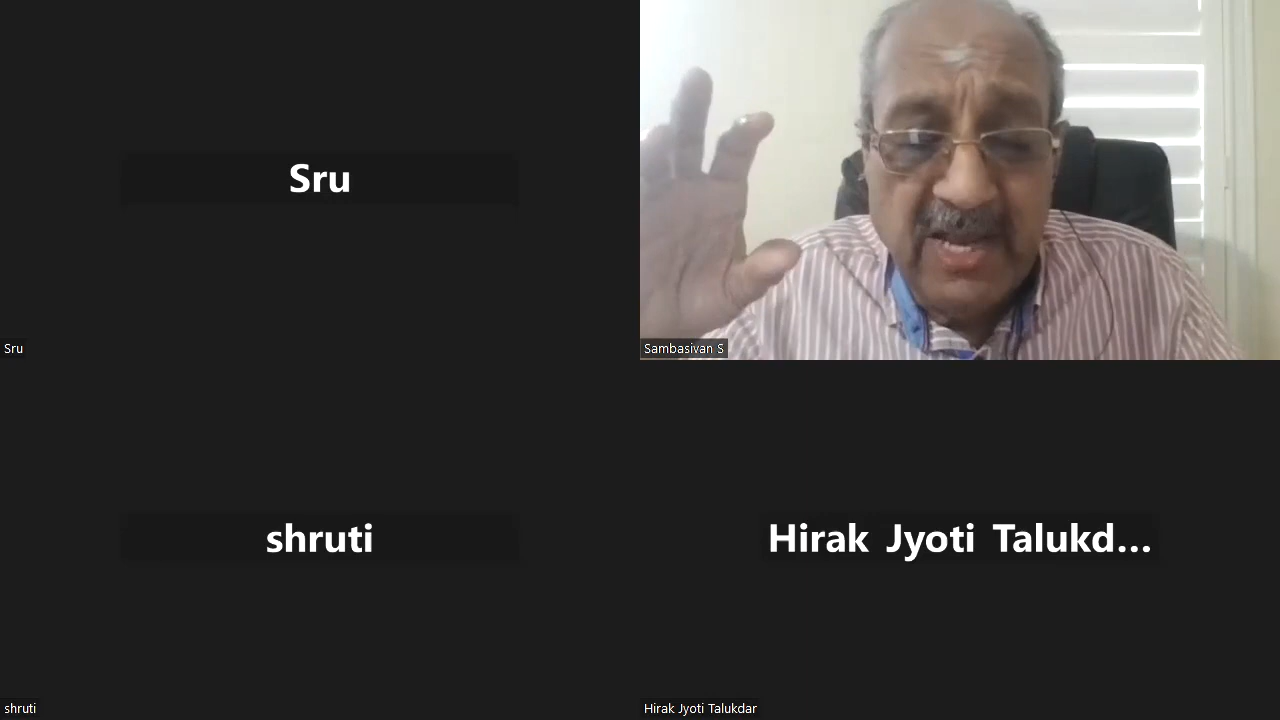 Sru
Sru
Sambasivan S
shruti
Hirak Jyoti Talukd...
shruti
Hirak Jyoti Talukdar